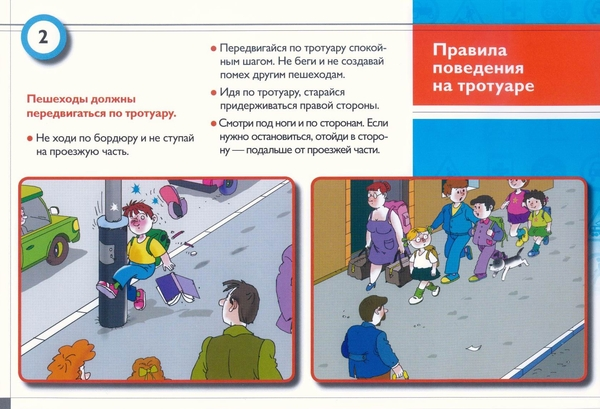 2
Пешеходы должны
передвигаться по тротуару.
• Не ходи по бордюру и не ступай
на проезжую часть.
• Передвигайся по тротуару спокой-
ным шагом. Не беги и не создавай
помех другим пешеходам.
• Идя по тротуару, старайся
придерживаться правой стороны.
• Смотри под ноги и по сторонам. Если
нужно остановиться, отойди в сторо-
ну — подальше от проезжей части.
Правила
поведения
на тротуаре